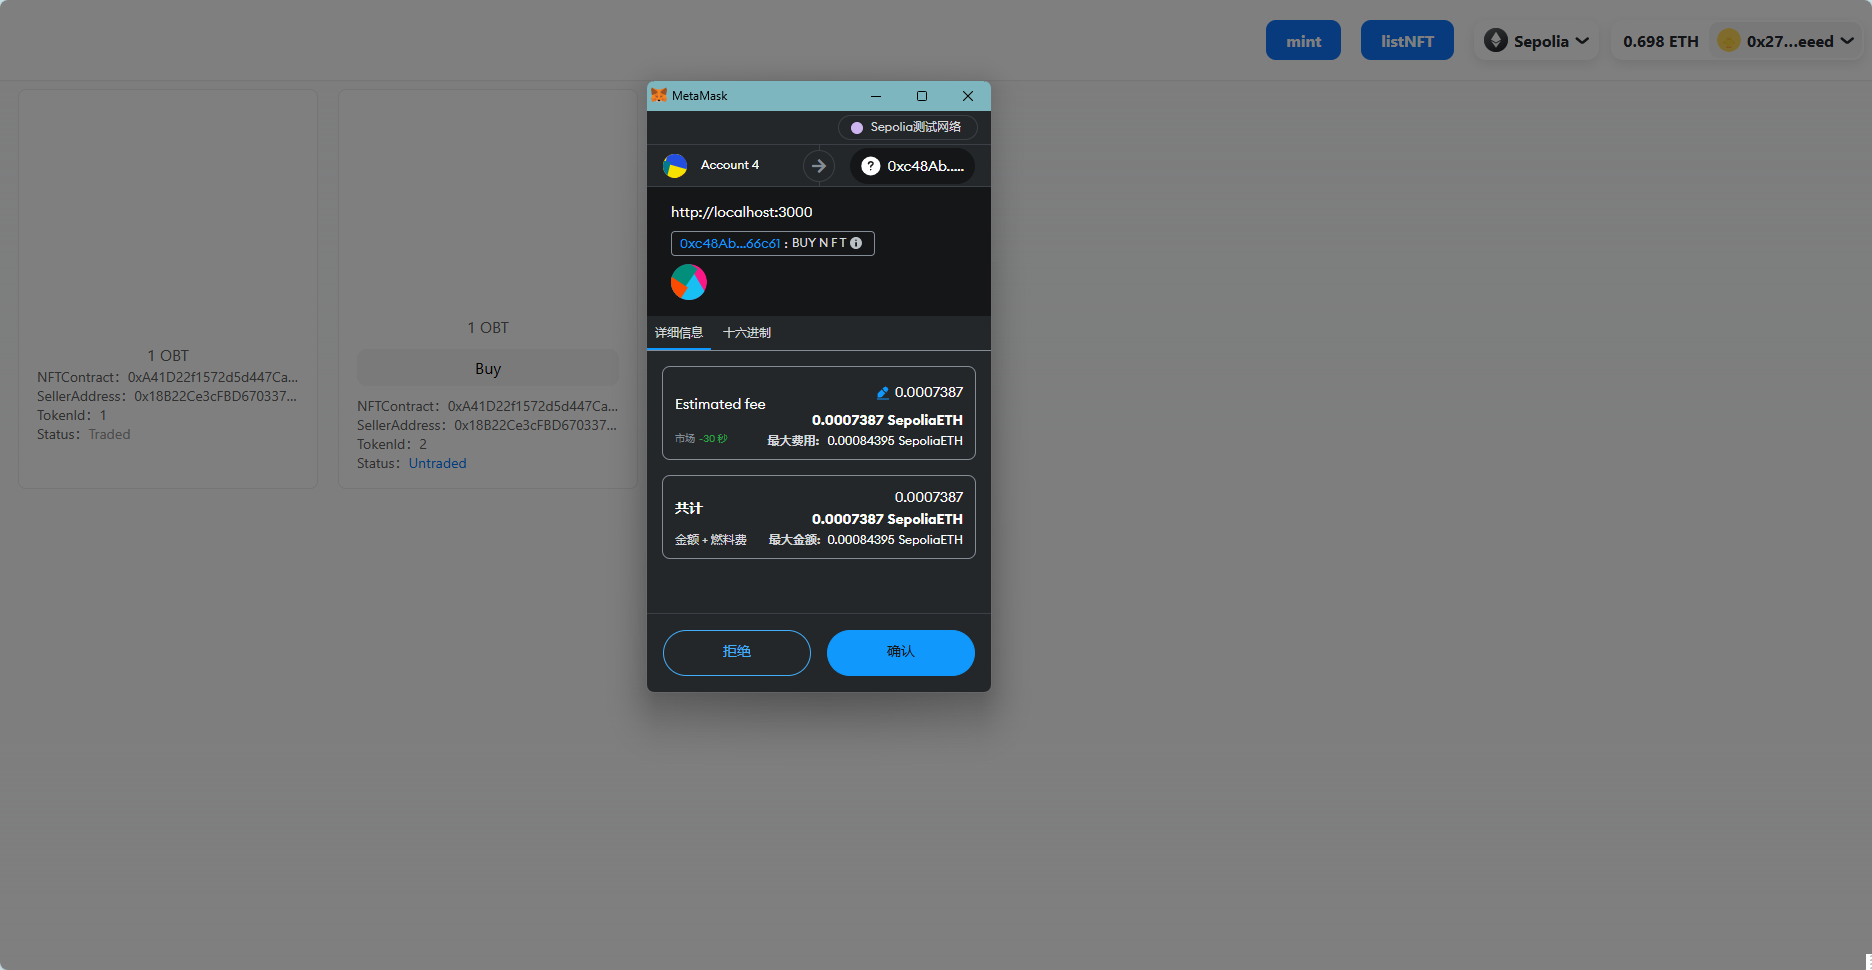 mint
listNFT
Sepolia
0.698 ETH
0x27...eeed
1 OBT
NFTContract：0xA41D22f1572d5d447Ca...
SellerAddress：0x18B22Ce3cFBD670337...
TokenId：1
Status：Traded
1 OBT
Buy
NFTContract：0xA41D22f1572d5d447Ca...
SellerAddress：0x18B22Ce3cFBD670337...
TokenId：2
Status：Untraded
MetaMask
Sepolia测试网络
Account 4
? 0xc48Ab.....
http://localhost:3000
0xc48Ab...66c61 : BUY N F T
详细信息
十六进制
0.0007387
Estimated fee
0.0007387 SepoliaETH
市场 -30 秒
最大费用: 0.00084395 SepoliaETH
0.0007387
共计
0.0007387 SepoliaETH
金额 + 燃料费
最大金额: 0.00084395 SepoliaETH
拒绝
确认